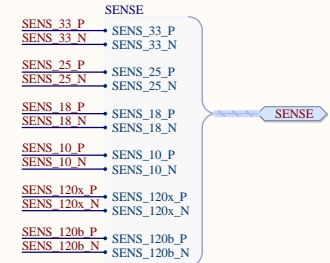 SENSE
SENS_33_P SENS_33_P
SENS_33_N SENS_33_N
SENS_25_P SENS_25_P
SENS_25_N SENS_25_N
SENS_18_P SENS_18_P
SENS_18_N SENS_18_N
SENSE
SENS_10_P SENS_10_P
SENS_10_N SENS_10_N
SENS_120x_P SENS_120x_P
SENS_120x_N SENS_120x_N
SENS_120b_P SENS_120b_P
SENS_120b_N SENS_120b_N